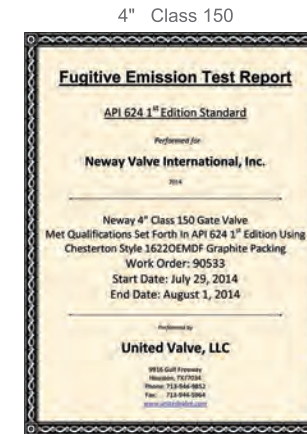 4" Class 150
Fugitive Emission Test Report
API 624 1st Edition Standard
Performed for
Neway Valve International, Inc.
2014
Neway 4" Class 150 Gate Valve
Met Qualifications Set Forth In API 624 1st Edition Using
Chesterton Style 1622OEMDF Graphite Packing
Work Order: 90533
Start Date: July 29, 2014
End Date: August 1, 2014
Performed by
United Valve, LLC
9916 Gulf Freeway
Houston, TX77034
Phone: 713-944-9852
Fax: 713-944-5964
www.unitedvalve.com